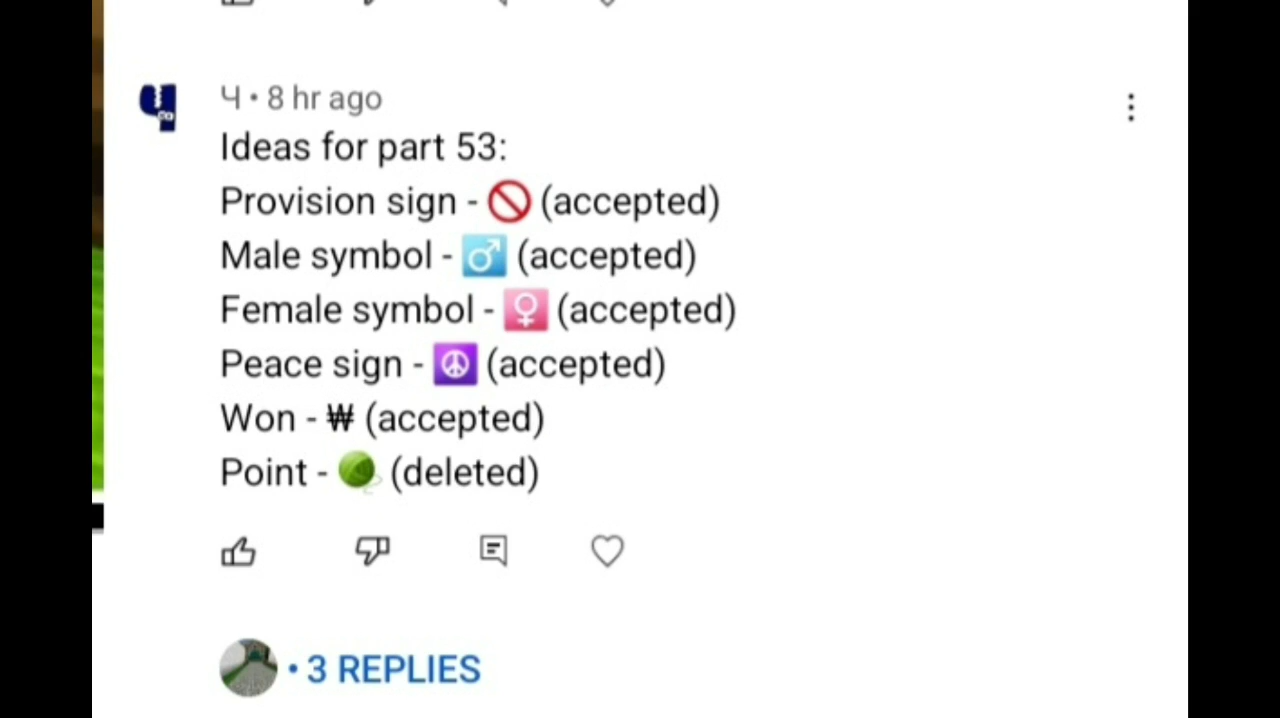 Ч • 8 hr ago
Ideas for part 53:
Provision sign - 🚫 (accepted)
Male symbol - ♂️ (accepted)
Female symbol - ♀️ (accepted)
Peace sign - ☮️ (accepted)
Won - ₩ (accepted)
Point - 🧶 (deleted)
• 3 REPLIES